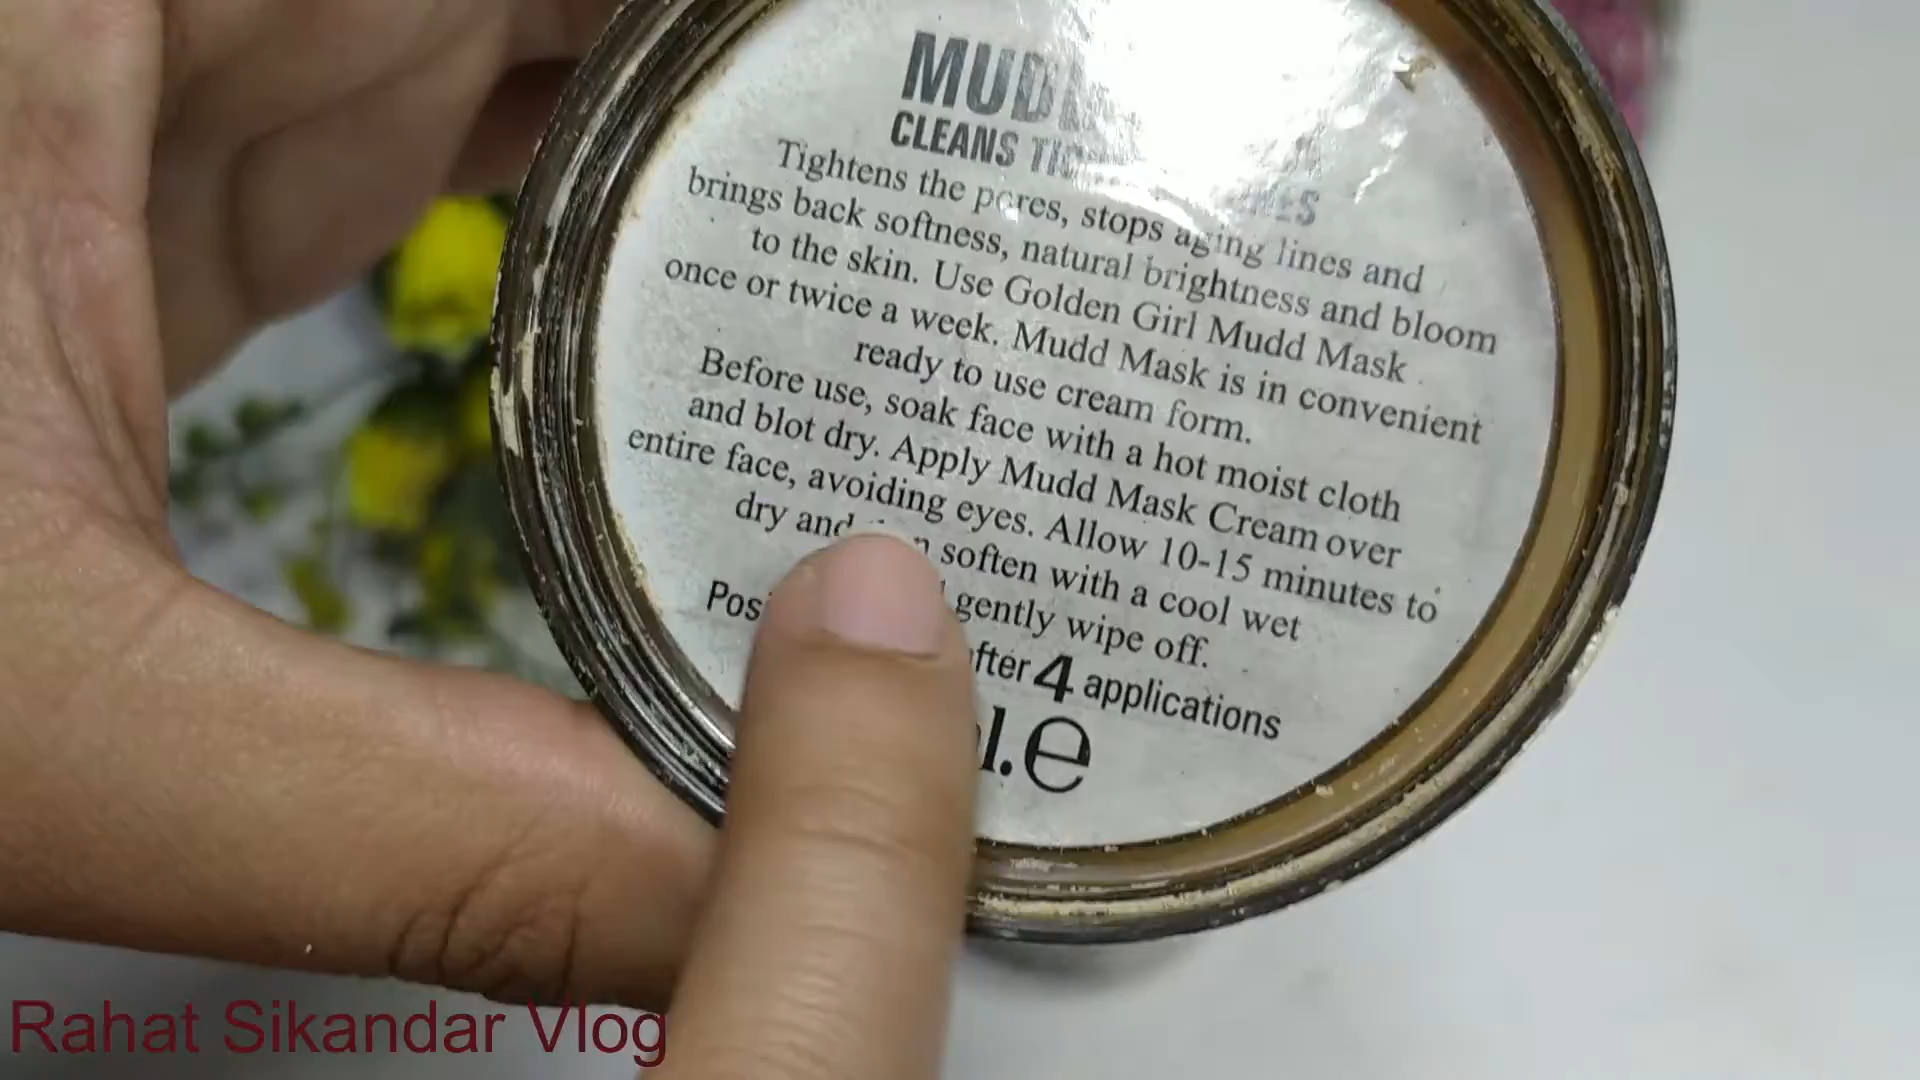 MUDD
CLEANS
Tightens the pores, stops aging lines and
brings back softness, natural brightness and bloom
to the skin. Use Golden Girl Mudd Mask
once or twice a week. Mudd Mask is in convenient
ready to use cream form.
Before use, soak face with a hot moist cloth
and blot dry. Apply Mudd Mask Cream over
entire face, avoiding eyes. Allow 10-15 minutes to
dry and soften with a cool wet
gently wipe off.
after 4 applications
e
Rahat Sikandar Vlog